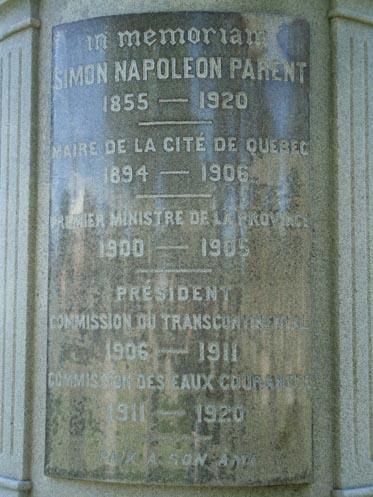 in memoriam
SIMON NAPOLEON PARENT
1855 — 1920
MAIRE DE LA CITÉ DE QUEBEC
1894 — 1906
PREMIER MINISTRE DE LA PROVINCE
1900 — 1905
PRÉSIDENT
COMMISSION DU TRANSCONTINENTAL
1906 — 1911
COMMISSION DES EAUX COURANTES
1911 — 1920
PAIX A SON AME